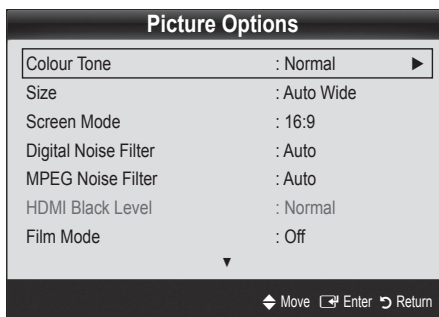 Picture Options
Colour Tone : Normal ►
Size : Auto Wide
Screen Mode : 16:9
Digital Noise Filter : Auto
MPEG Noise Filter : Auto
HDMI Black Level : Normal
Film Mode : Off
▼
Move Enter Return